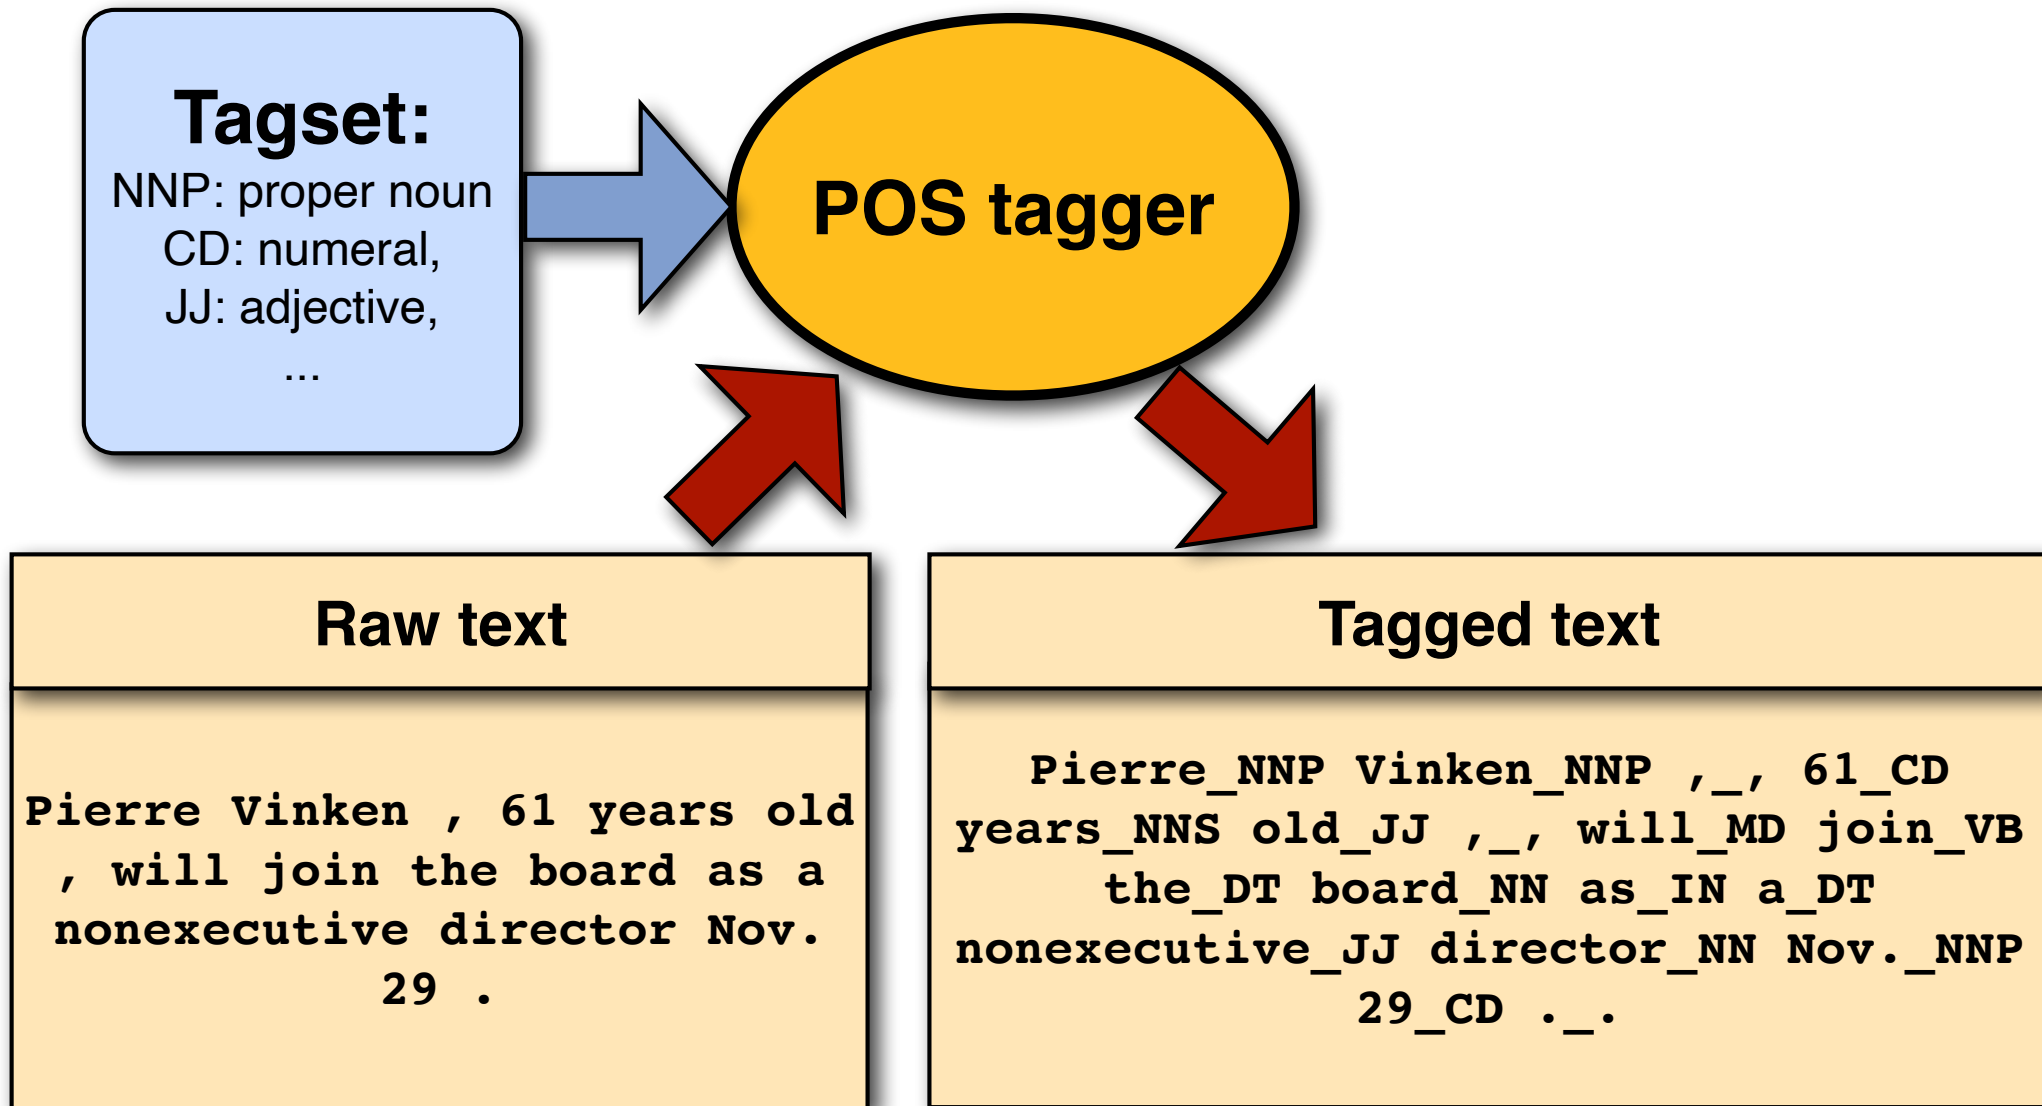 Tagset:
NNP: proper noun
CD: numeral,
JJ: adjective,
...
POS tagger
Raw text
Pierre Vinken , 61 years old
, will join the board as a
nonexecutive director Nov.
29 .
Tagged text
Pierre_NNP Vinken_NNP ,_, 61_CD
years_NNS old_JJ ,_, will_MD join_VB
the_DT board_NN as_IN a_DT
nonexecutive_JJ director_NN Nov._NNP
29_CD ._.